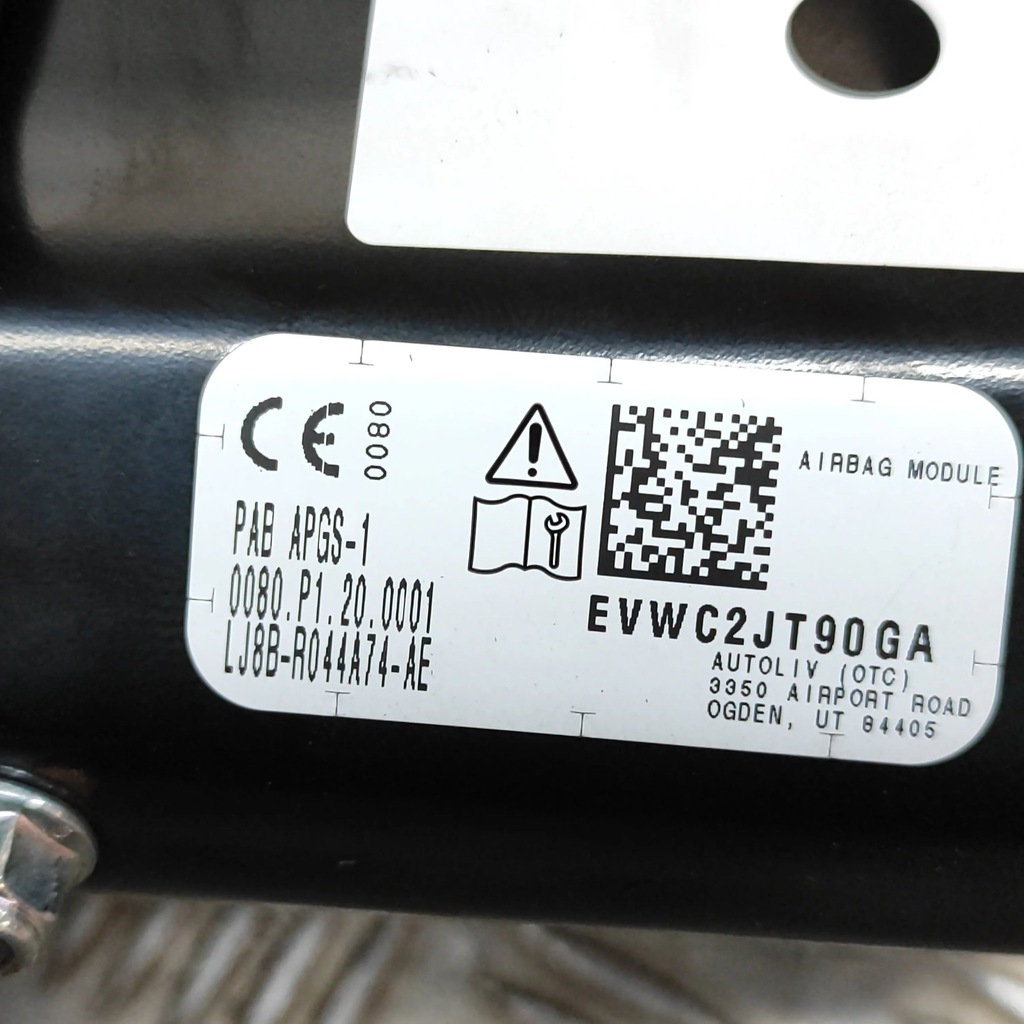 CE 0080
PAB APGS-1
0080.P1.20.0001
LJ8B-R044A74-AE
AIRBAG MODULE
EVWC2JT90GA
AUTOLIV (OTC)
3350 AIRPORT ROAD
OGDEN, UT 84405